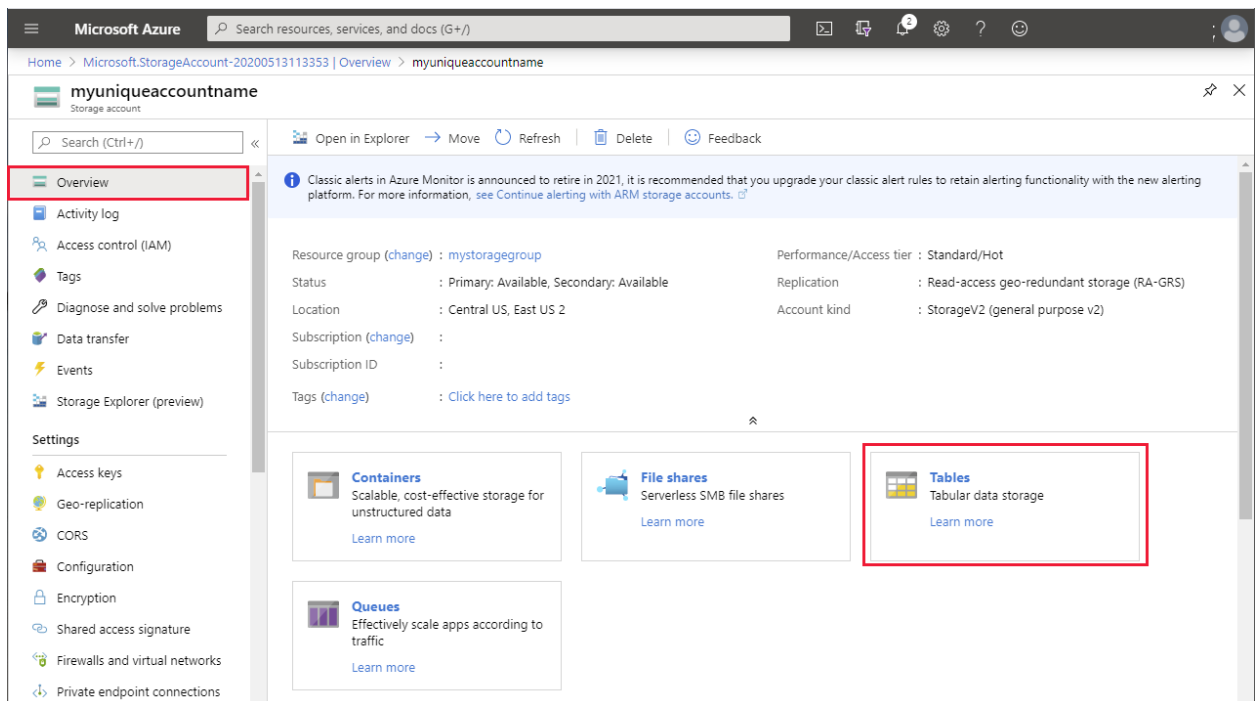 Microsoft Azure
Search resources, services, and docs (G+/)
2
Home > Microsoft.StorageAccount-20200513113353 | Overview > myuniqueaccountname
myuniqueaccountname
Storage account
Search (Ctrl+/)
Overview
Activity log
Access control (IAM)
Tags
Diagnose and solve problems
Data transfer
Events
Storage Explorer (preview)
Settings
Access keys
Geo-replication
CORS
Configuration
Encryption
Shared access signature
Firewalls and virtual networks
Private endpoint connections
Open in Explorer Move Refresh Delete Feedback
Classic alerts in Azure Monitor is announced to retire in 2021, it is recommended that you upgrade your classic alert rules to retain alerting functionality with the new alerting
platform. For more information, see Continue alerting with ARM storage accounts.
Resource group (change) : mystoragegroup
Status : Primary: Available, Secondary: Available
Location : Central US, East US 2
Subscription (change) :
Subscription ID :
Tags (change) : Click here to add tags
Performance/Access tier : Standard/Hot
Replication : Read-access geo-redundant storage (RA-GRS)
Account kind : StorageV2 (general purpose v2)
Containers
Scalable, cost-effective storage for
unstructured data
Learn more
File shares
Serverless SMB file shares
Learn more
Tables
Tabular data storage
Learn more
Queues
Effectively scale apps according to
traffic
Learn more